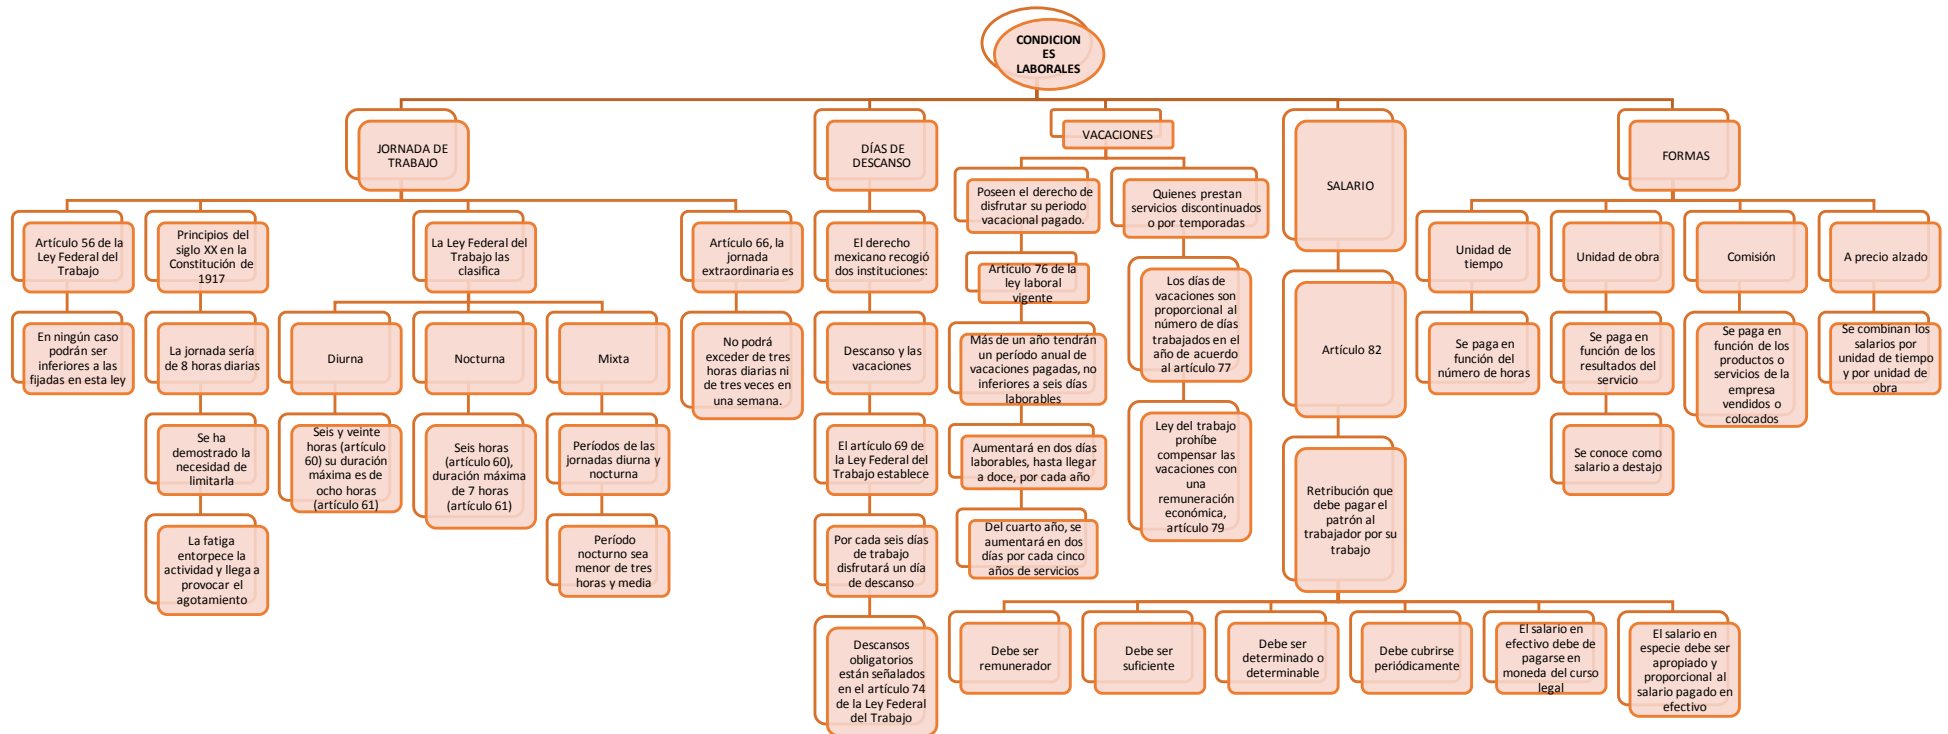 CONDICION
ES
LABORALES
JORNADA DE
TRABAJO
Artículo 56 de la
Ley Federal del
Trabajo
En ningún caso
podrán ser
inferiores a las
fijadas en esta ley
Principios del
siglo XX en la
Constitución de
1917
La jornada sería
de 8 horas diarias
Se ha
demostrado la
necesidad de
limitarla
La fatiga
entorpece la
actividad y llega a
provocar el
agotamiento
La Ley Federal del
Trabajo las
clasifica
Diurna
Seis y veinte
horas (artículo
60) su duración
máxima es de
ocho horas
(artículo 61)
Nocturna
Seis horas
(artículo 60),
duración máxima
de 7 horas
(artículo 61)
Mixta
Períodos de las
jornadas diurna y
nocturna
Período
nocturno sea
menor de tres
horas y media
Artículo 66, la
jornada
extraordinaria es
No podrá
exceder de tres
horas diarias ni
de tres veces en
una semana.
DÍAS DE
DESCANSO
El derecho
mexicano recogió
dos instituciones:
Descanso y las
vacaciones
El artículo 69 de
la Ley Federal del
Trabajo establece
Por cada seis días
de trabajo
disfrutará un día
de descanso
Descansos
obligatorios
están señalados
en el artículo 74
de la Ley Federal
del Trabajo
VACACIONES
Poseen el derecho de
disfrutar su periodo
vacacional pagado.
Artículo 76 de la
ley laboral
vigente
Más de un año tendrán
un período anual de
vacaciones pagadas, no
inferiores a seis días
laborables
Aumentará en dos días
laborables, hasta llegar
a doce, por cada año
Del cuarto año, se
aumentará en dos
días por cada cinco
años de servicios
Quienes prestan
servicios discontinuados
o por temporadas
Los días de
vacaciones son
proporcional al
número de días
trabajados en el
año de acuerdo
al artículo 77
Ley del trabajo
prohíbe
compensar las
vacaciones con
una
remuneración
económica,
artículo 79
SALARIO
Artículo 82
Retribución que
debe pagar el
patrón al
trabajador por su
trabajo
Debe ser
remunerador
Debe ser
suficiente
Debe ser
determinado o
determinable
Debe cubrirse
periódicamente
El salario en
efectivo debe de
pagarse en
moneda del curso
legal
El salario en
especie debe ser
apropiado y
proporcional al
salario pagado en
efectivo
FORMAS
Unidad de
tiempo
Se paga en
función del
número de horas
Unidad de obra
Se paga en
función de los
resultados del
servicio
Se conoce como
salario a destajo
Comisión
Se paga en
función de los
productos o
servicios de la
empresa
vendidos o
colocados
A precio alzado
Se combinan los
salarios por
unidad de tiempo
y por unidad de
obra